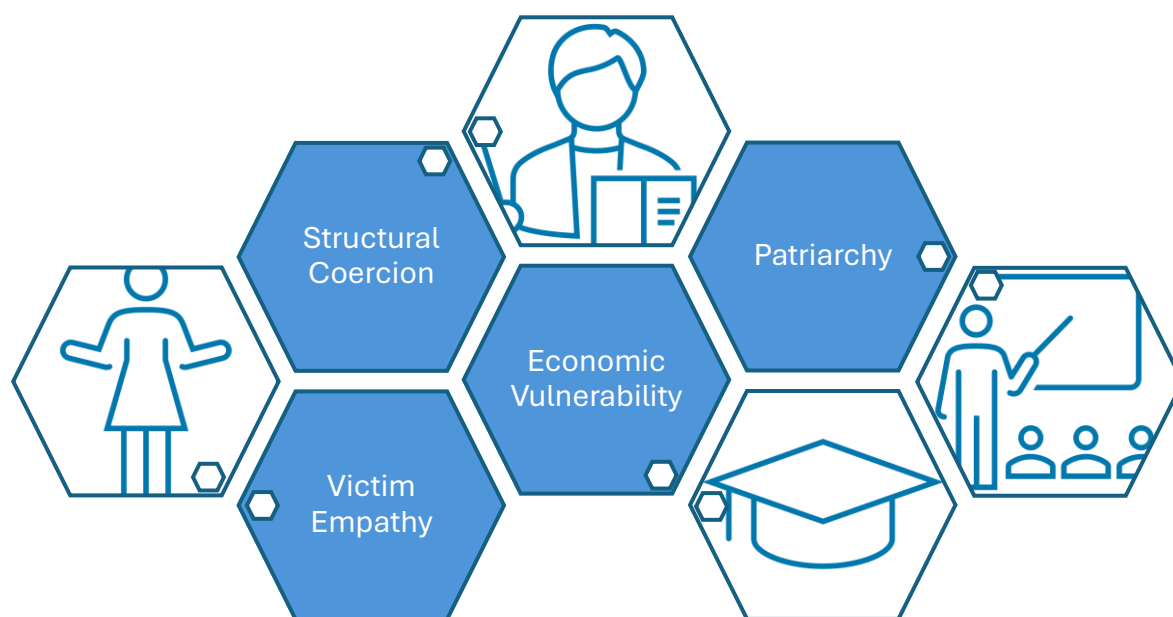 Structural
Coercion
Patriarchy
Economic
Vulnerability
Victim
Empathy